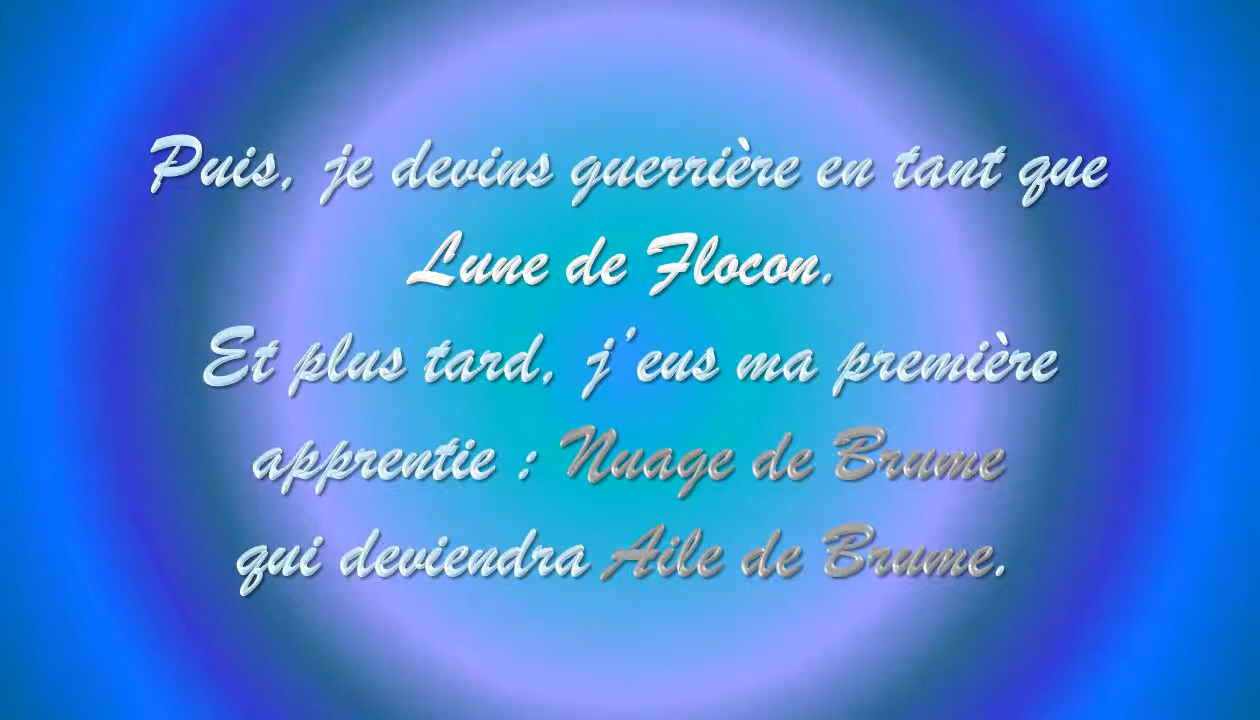 Puis, je devins guerrière en tant que
Lune de Flocon.
Et plus tard, j'eus ma première
apprentie : Nuage de Brume
qui deviendra Aile de Brume.